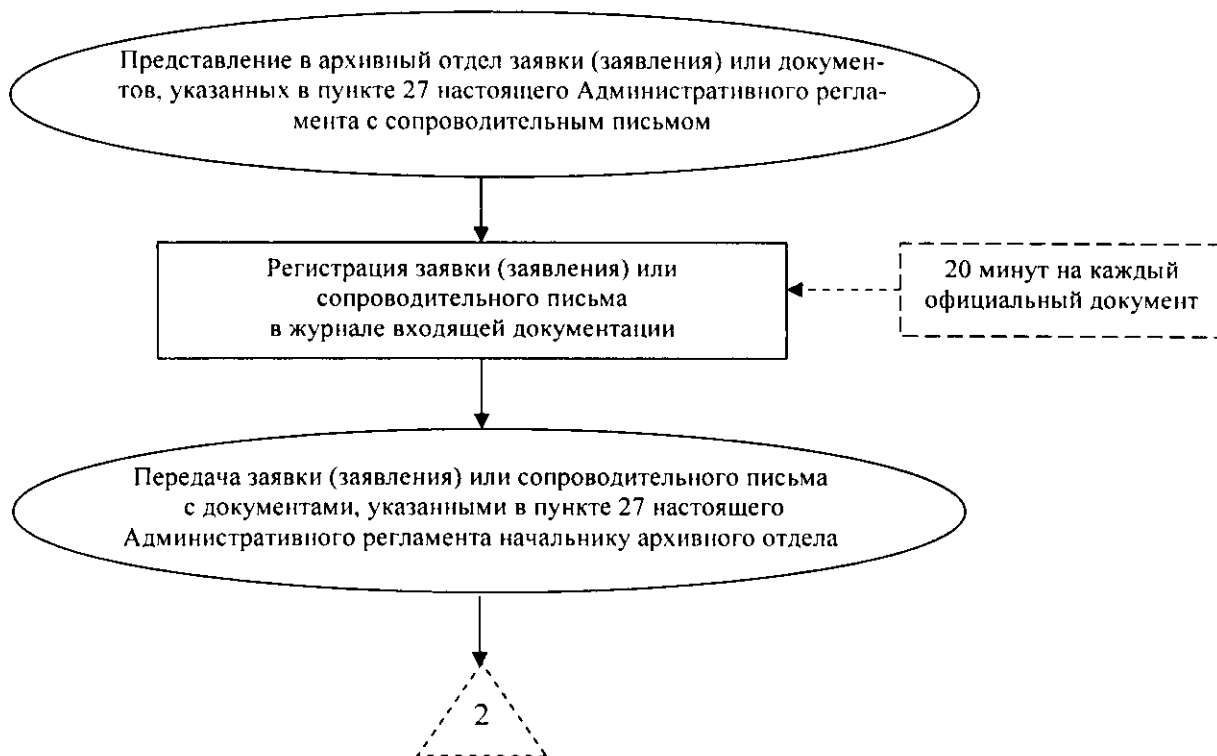 Представление в архивный отдел заявки (заявления) или докумен-
тов, указанных в пункте 27 настоящего Административного регла-
мента с сопроводительным письмом
Регистрация заявки (заявления) или
сопроводительного письма
в журнале входящей документации
20 минут на каждый
официальный документ
Передача заявки (заявления) или сопроводительного письма
с документами, указанными в пункте 27 настоящего
Административного регламента начальнику архивного отдела
2